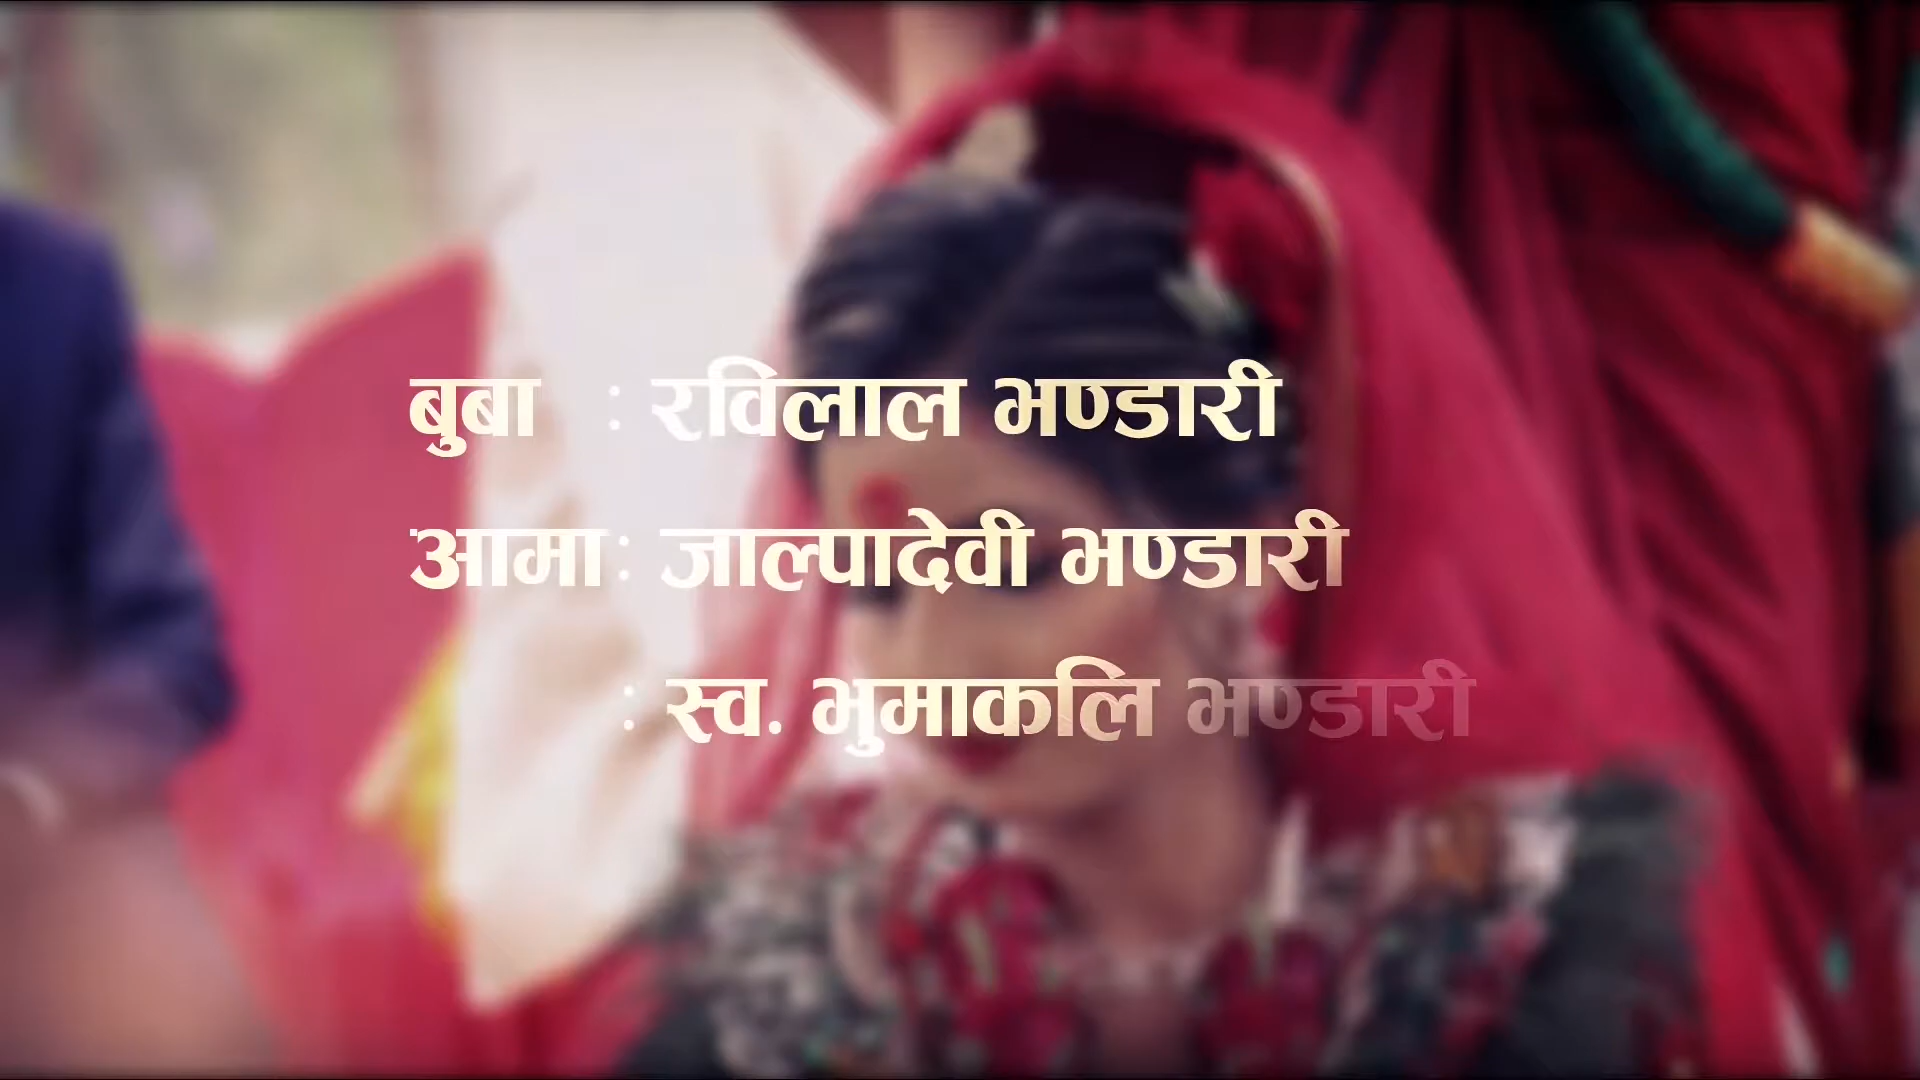 बुबा : रविलाल भण्डारी
आमा : जाल्पादेवी भण्डारी
: स्व. भुमाकलि भण्डारी